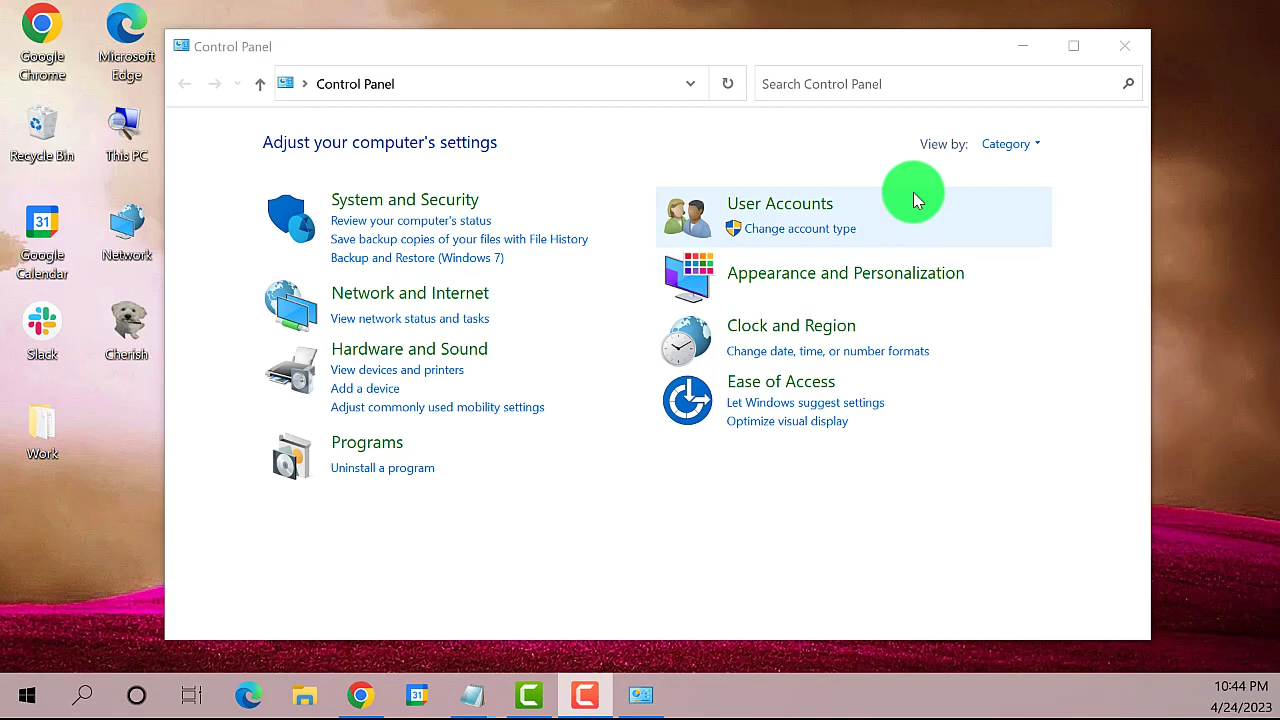 Google
Chrome
Microsoft
Edge
Recycle Bin
This PC
31
Google
Calendar
Network
Slack
Cherish
Work
Control Panel
Control Panel
Search Control Panel
Adjust your computer's settings
View by: Category
System and Security
Review your computer's status
Save backup copies of your files with File History
Backup and Restore (Windows 7)
Network and Internet
View network status and tasks
Hardware and Sound
View devices and printers
Add a device
Adjust commonly used mobility settings
Programs
Uninstall a program
User Accounts
Change account type
Appearance and Personalization
Clock and Region
Change date, time, or number formats
Ease of Access
Let Windows suggest settings
Optimize visual display
31
C
C
10:44 PM
4/24/2023